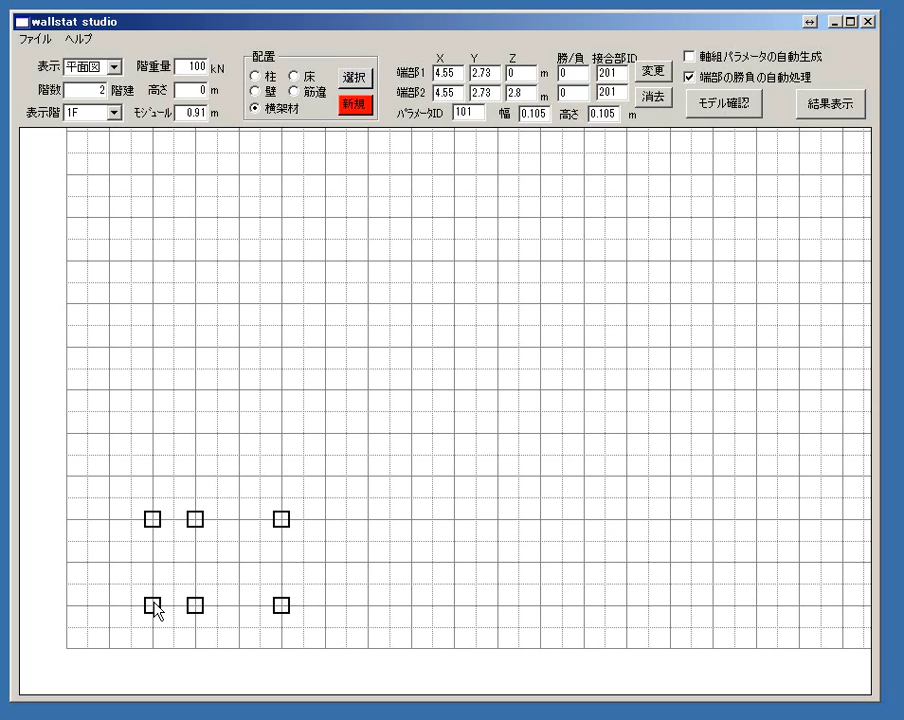 wallstat studio
ファイル ヘルプ
表示 平面図 階重量 100 kN
階数 2 階建 高さ 0 m
表示階 1F モジュール 0.91 m
配置
柱 床 選択
壁 筋違
横架材 新規
X Y Z 勝/負 接合部ID
端部1 4.55 2.73 0 m 0 201 変更
端部2 4.55 2.73 2.8 m 0 201 消去
パラメータID 101 幅 0.105 高さ 0.105 m
軸組パラメータの自動生成
端部の勝負の自動処理
モデル確認 結果表示